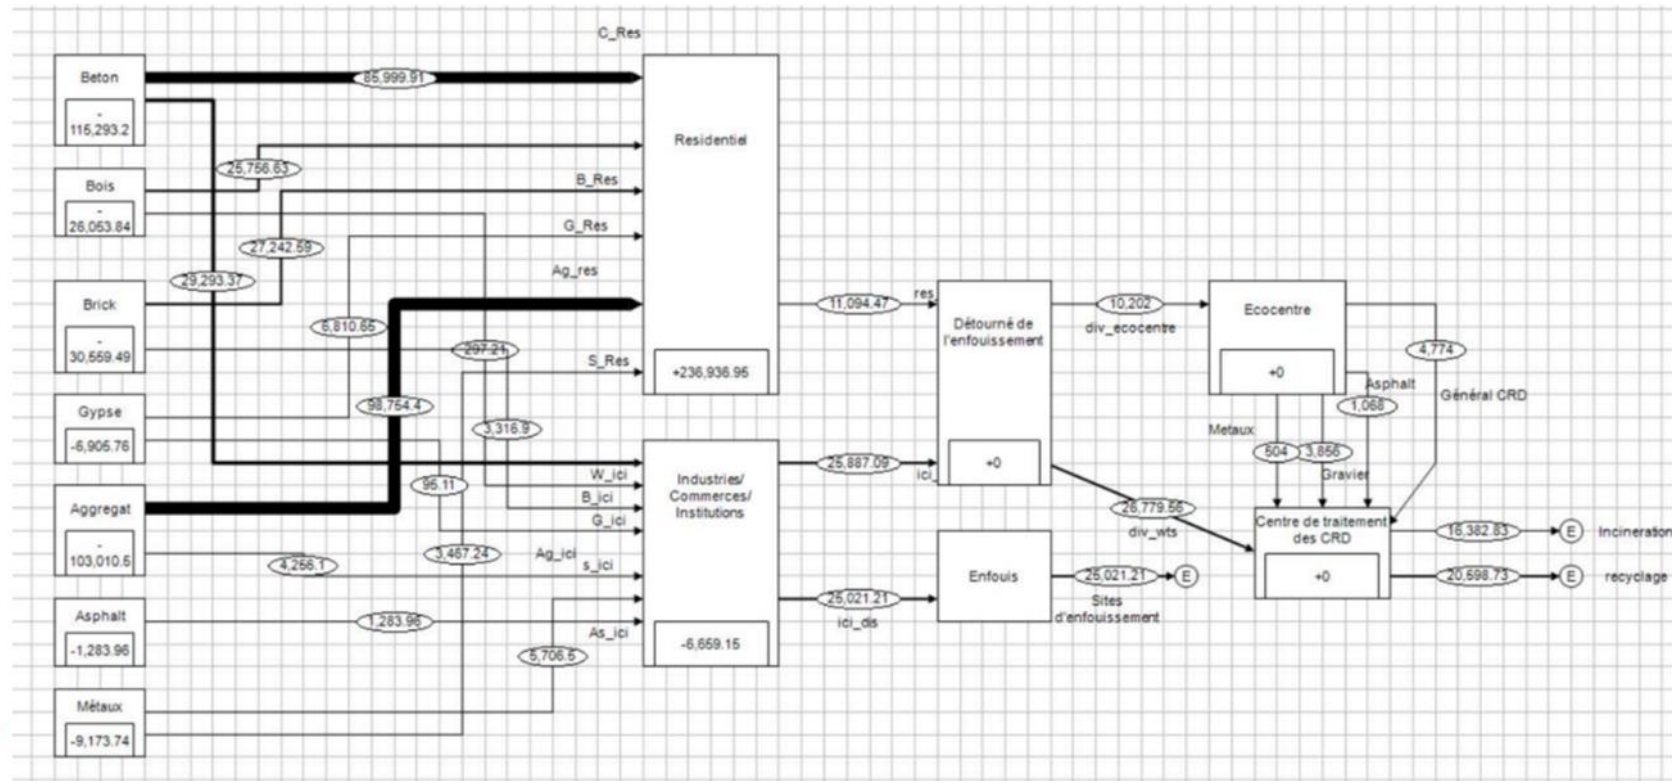 C_Res
Beton
85,999.91
-
115,293.2
Residentiel
25,756.63
Bois
B_Res
-
26,053.84
G_Res
27,242.59
Ag_res
29,293.37
Brick
11,094.47
res_
10,202
div_ecocentre
Ecocentre
6,810.65
Détourné de
l'enfouissement
-
30,559.49
297.21
4,774
S_Res
+236,936.95
+0
Asphalt
Général CRD
98,754.4
1,068
Gypse
3,316.9
-6,905.76
Metaux
504
3,856
25,887.09
+0
Gravier
W_ici
ici_
Industries/
Commerces/
Institutions
95.11
B_ici
Aggregat
G_ici
26,779.56
div_wts
Centre de traitement
des CRD
16,382.83
E
Incineration
-
103,010.5
3,467.24
Ag_ici
4,256.1
s_ici
Enfouis
25,021.21
E
+0
20,598.73
E
recyclage
25,021.21
ici_dis
Sites
d'enfouissement
Asphalt
1,283.96
As_ici
-1,283.96
-6,659.15
5,706.5
Métaux
-9,173.74